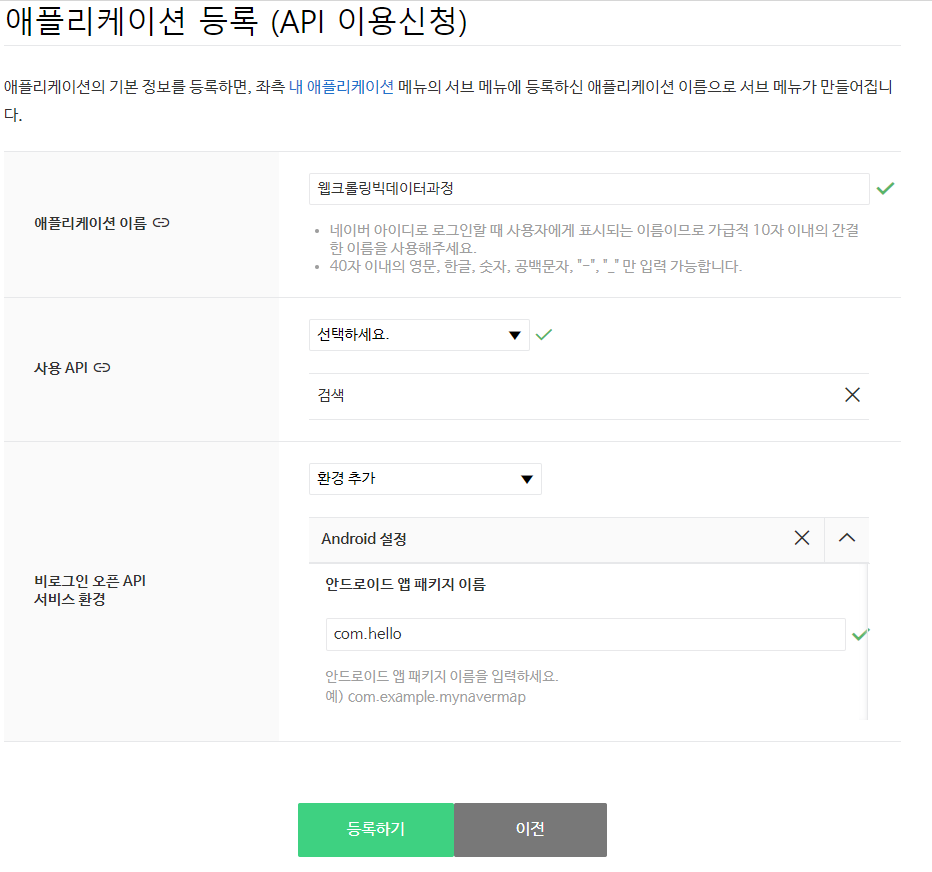 애플리케이션 등록 (API 이용신청)
애플리케이션의 기본 정보를 등록하면, 좌측 내 애플리케이션 메뉴의 서브 메뉴에 등록하신 애플리케이션 이름으로 서브 메뉴가 만들어집니
다.
애플리케이션 이름
웹크롤링빅데이터과정
• 네이버 아이디로 로그인할 때 사용자에게 표시되는 이름이므로 가급적 10자 이내의 간결
한 이름을 사용해주세요.
• 40자 이내의 영문, 한글, 숫자, 공백문자, "-", "_" 만 입력 가능합니다.
사용 API
선택하세요.
검색
비로그인 오픈 API
서비스 환경
환경 추가
Android 설정
안드로이드 앱 패키지 이름
com.hello
안드로이드 앱 패키지 이름을 입력하세요.
예) com.example.mynavermap
등록하기
이전